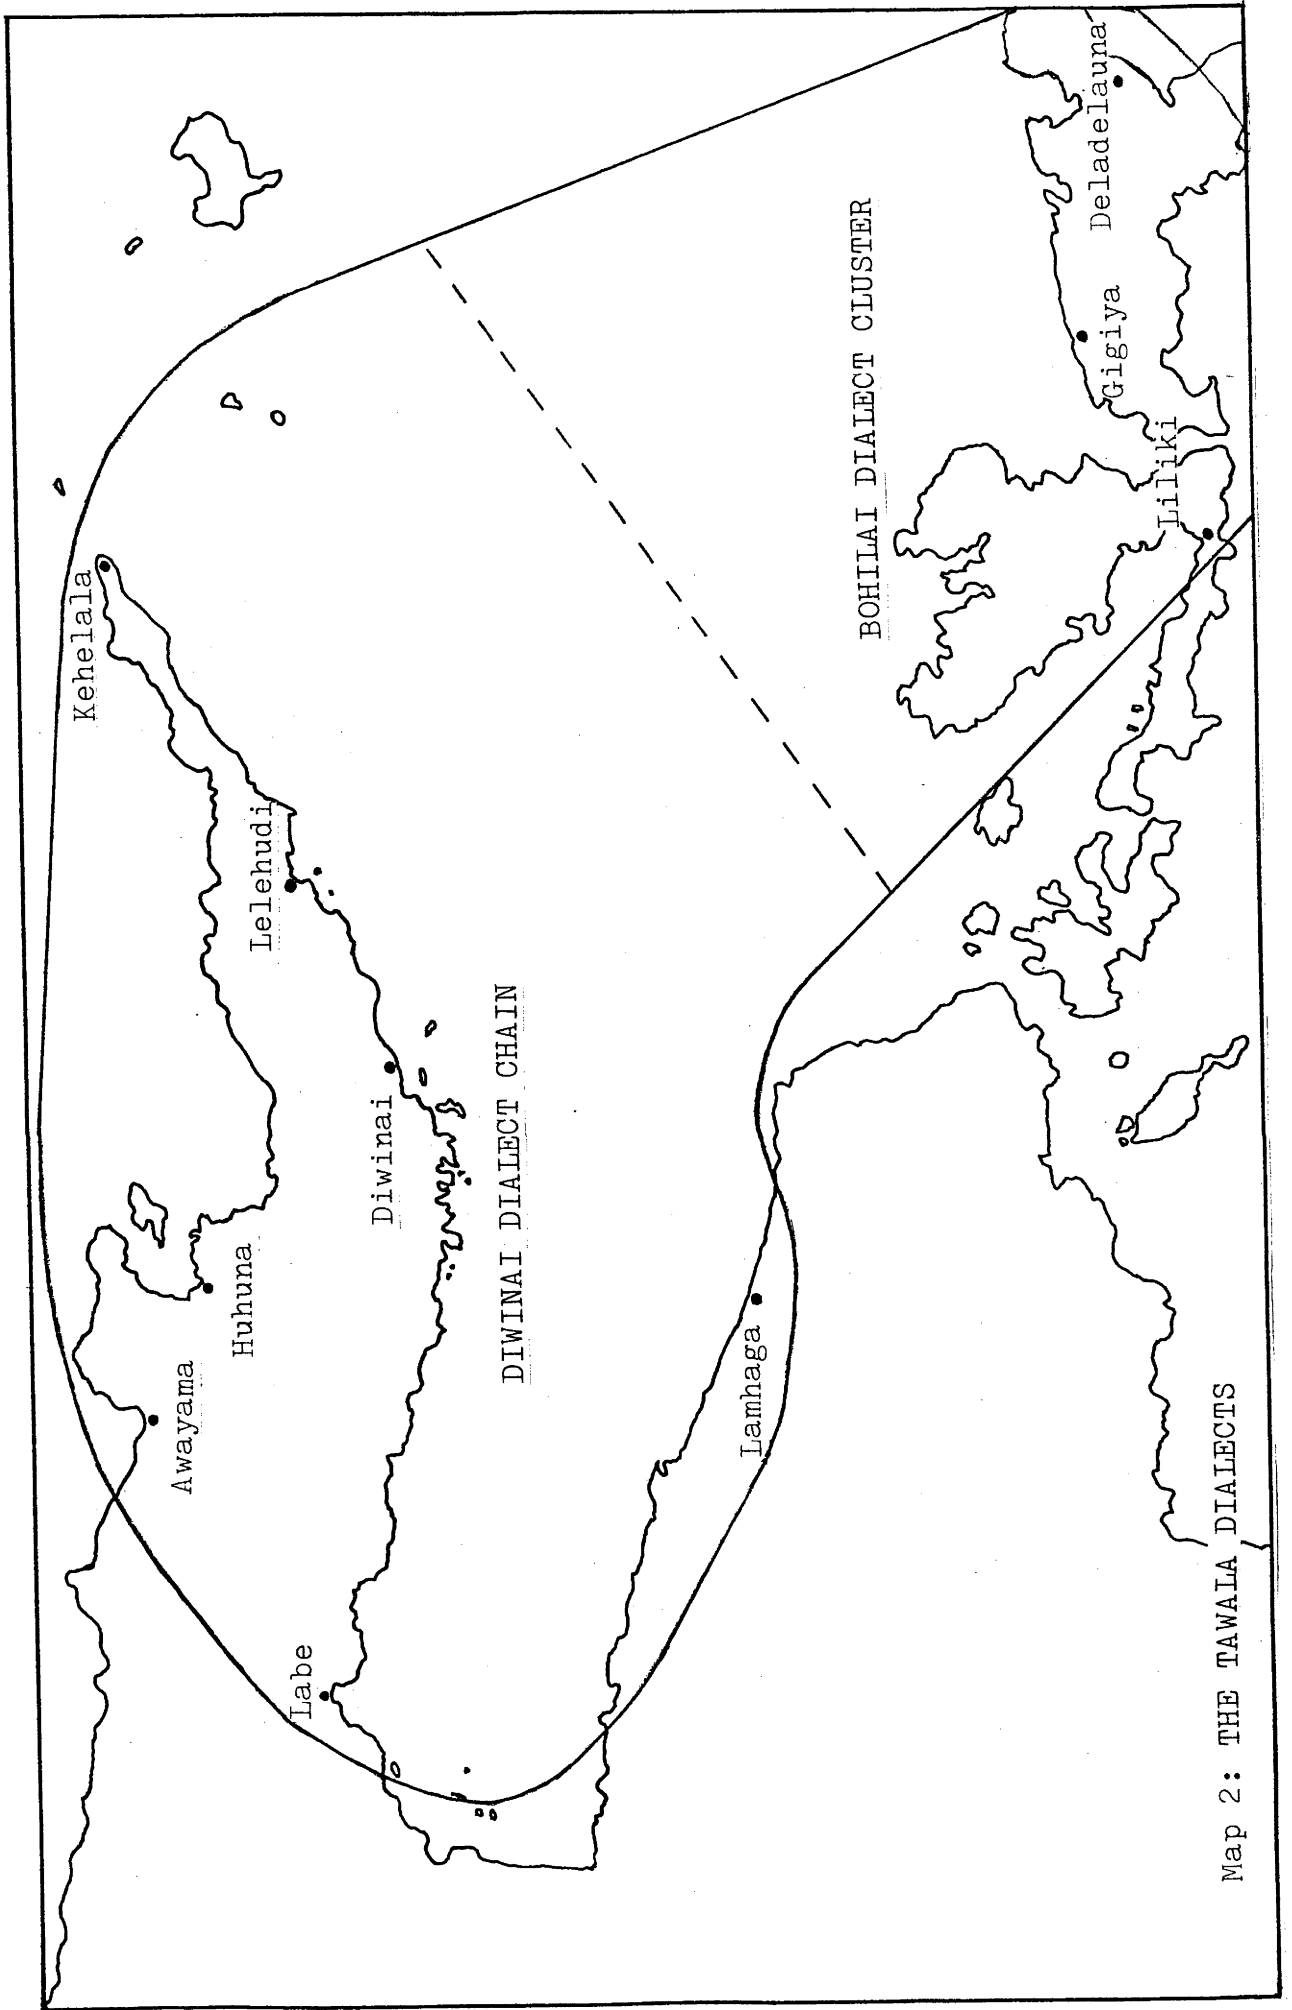 Kehelala
Lelehudi
Awayama
Huhuna
Diwinai
Labe
DIWINAI DIALECT CHAIN
Lamhaga
BOHILAI DIALECT CLUSTER
Deladelauna
Gigiya
Liliki
Map 2: THE TAWALA DIALECTS